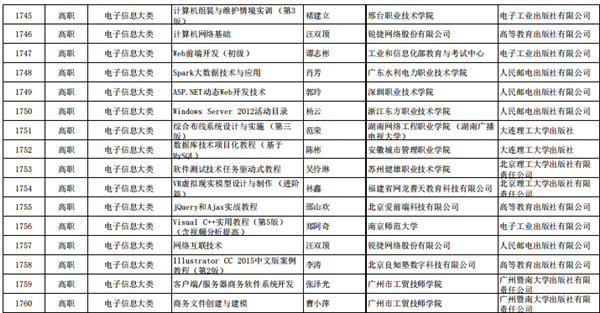 1745 高职 电子信息大类 计算机组装与维护情境实训（第3版） 褚建立 邢台职业技术学院 电子工业出版社有限公司
1746 高职 电子信息大类 计算机网络基础 汪双顶 锐捷网络股份有限公司 高等教育出版社有限公司
1747 高职 电子信息大类 Web前端开发（初级） 谭志彬 工业和信息化部教育与考试中心 电子工业出版社有限公司
1748 高职 电子信息大类 Spark大数据技术与应用 肖芳 广东水利电力职业技术学院 人民邮电出版社有限公司
1749 高职 电子信息大类 ASP.NET动态Web开发技术 郭玲 深圳职业技术学院 人民邮电出版社有限公司
1750 高职 电子信息大类 Windows Server 2012活动目录 杨云 浙江东方职业技术学院 人民邮电出版社有限公司
1751 高职 电子信息大类 综合布线系统设计与实施（第三版） 范荣 湖南网络工程职业学院（湖南广播电视大学） 大连理工大学出版社
1752 高职 电子信息大类 数据库技术项目化教程（基于MySQL） 陈彬 安徽城市管理职业学院 大连理工大学出版社
1753 高职 电子信息大类 软件测试技术任务驱动式教程 吴伶琳 苏州健雄职业技术学院 北京理工大学出版社有限责任公司
1754 高职 电子信息大类 VR虚拟现实模型设计与制作（进阶篇） 林鑫 福建省网龙普天教育科技有限公司 北京理工大学出版社有限责任公司
1755 高职 电子信息大类 jQuery和Ajax实战教程 邵山欢 北京爱前端科技有限公司 高等教育出版社有限公司
1756 高职 电子信息大类 Visual C++实用教程（第5版）（含视频分析提高） 郑阿奇 南京师范大学 电子工业出版社有限公司
1757 高职 电子信息大类 网络互联技术 汪双顶 锐捷网络股份有限公司 人民邮电出版社有限公司
1758 高职 电子信息大类 Illustrator CC 2015中文版案例教程（第2版） 李涛 北京良知塾数字科技有限公司 高等教育出版社有限公司
1759 高职 电子信息大类 客户端/服务器商务软件系统开发 张泽光 广州市工贸技师学院 广州暨南大学出版社有限责任公司
1760 高职 电子信息大类 商务文件创建与建模 曹小萍 广州市工贸技师学院 广州暨南大学出版社有限责任公司